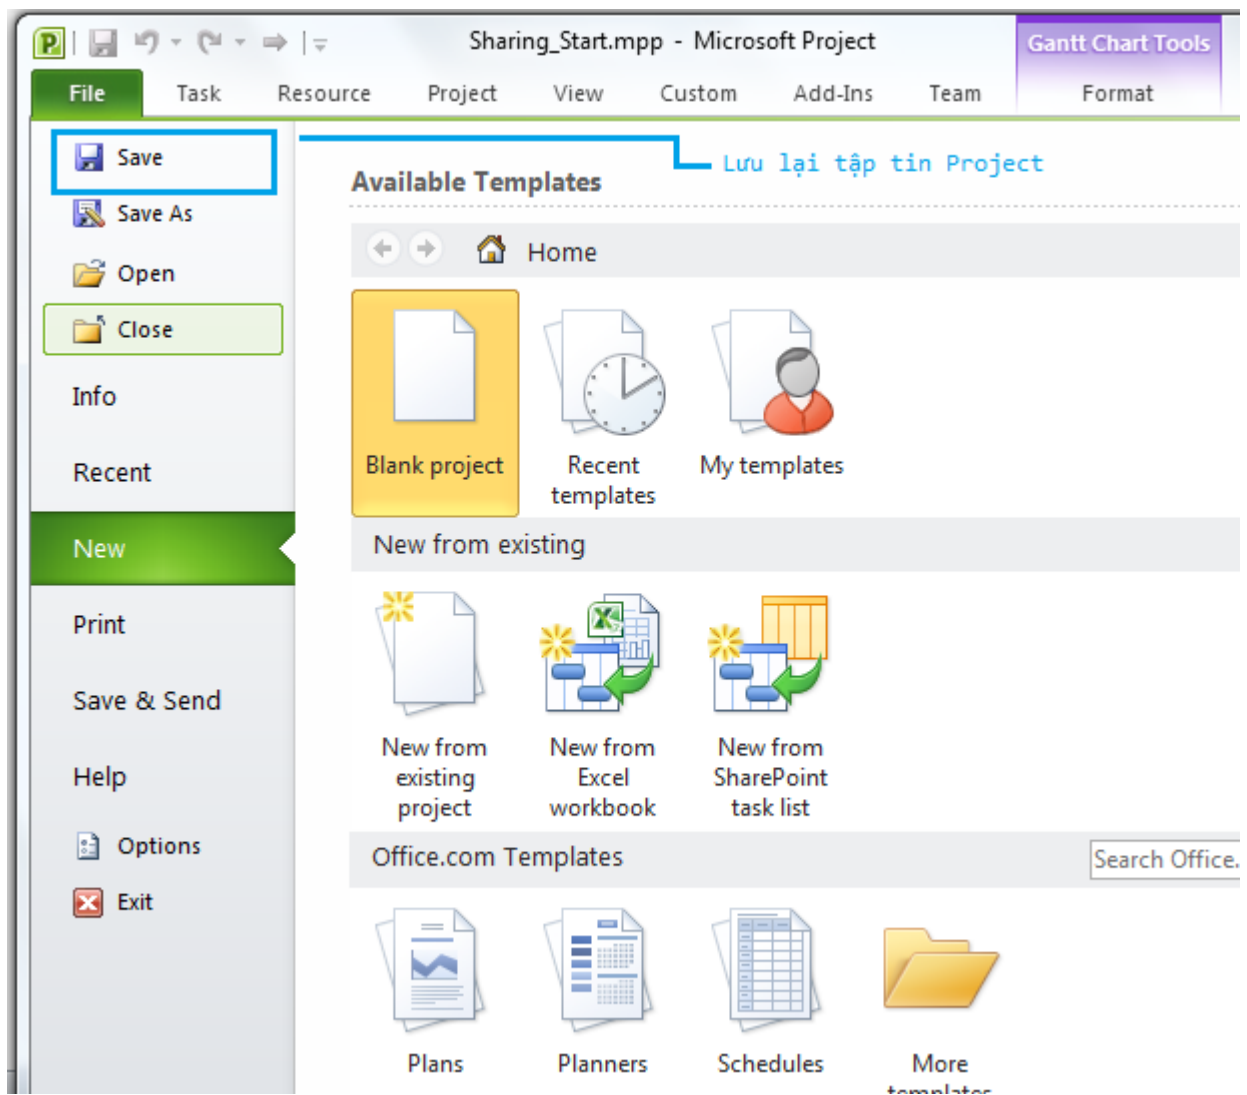 Sharing_Start.mpp - Microsoft Project
Gantt Chart Tools
File Task Resource Project View Custom Add-Ins Team Format
Save
Lưu lại tập tin Project
Available Templates
Save As
Home
Open
Close
Info
Blank project
Recent templates
My templates
Recent
New
New from existing
Print
Save & Send
New from existing project
New from Excel workbook
New from SharePoint task list
Help
Options
Office.com Templates
Search Office.
Exit
Plans
Planners
Schedules
More templates